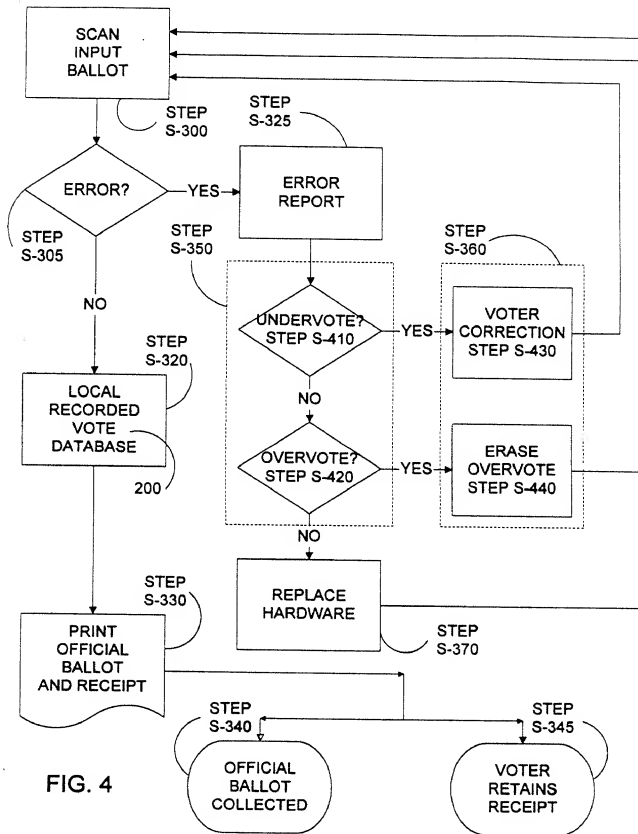 SCAN
INPUT
BALLOT
STEP
S-300
STEP
S-325
ERROR?
YES
ERROR
REPORT
STEP
S-305
NO
STEP
S-350
STEP
S-360
UNDERVOTE?
STEP S-410
YES
VOTER
CORRECTION
STEP S-430
NO
STEP
S-320
LOCAL
RECORDED
VOTE
DATABASE
200
OVERVOTE?
STEP S-420
YES
ERASE
OVERVOTE
STEP S-440
NO
REPLACE
HARDWARE
STEP
S-370
STEP
S-330
PRINT
OFFICIAL
BALLOT
AND RECEIPT
STEP
S-340
OFFICIAL
BALLOT
COLLECTED
STEP
S-345
VOTER
RETAINS
RECEIPT
FIG. 4